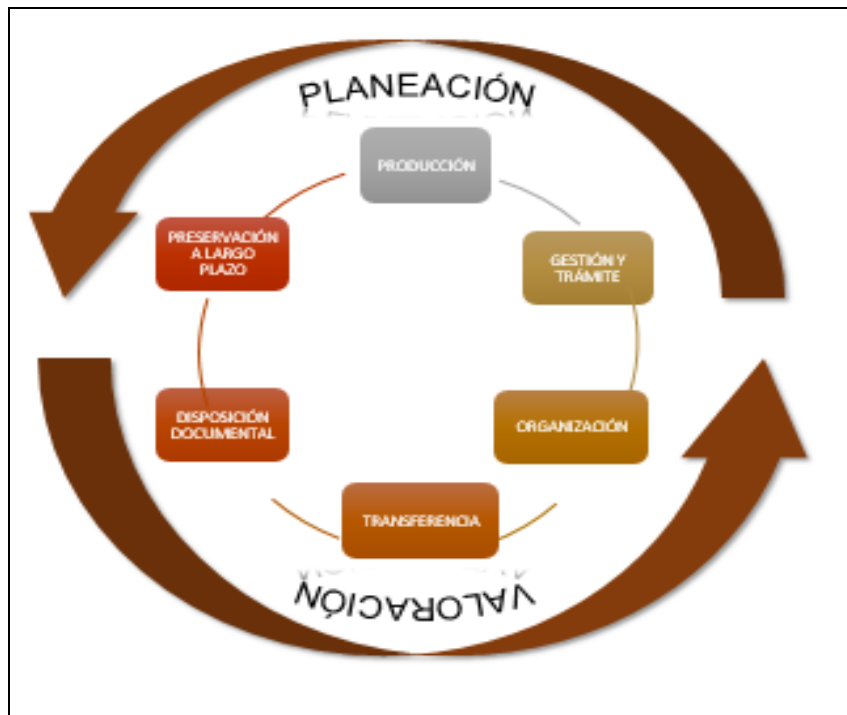 PLANEACIÓN
PRODUCCIÓN
GESTIÓN Y
TRÁMITE
ORGANIZACIÓN
TRANSFERENCIA
DISPOSICIÓN
DOCUMENTAL
PRESERVACIÓN
A LARGO
PLAZO
VALORACIÓN